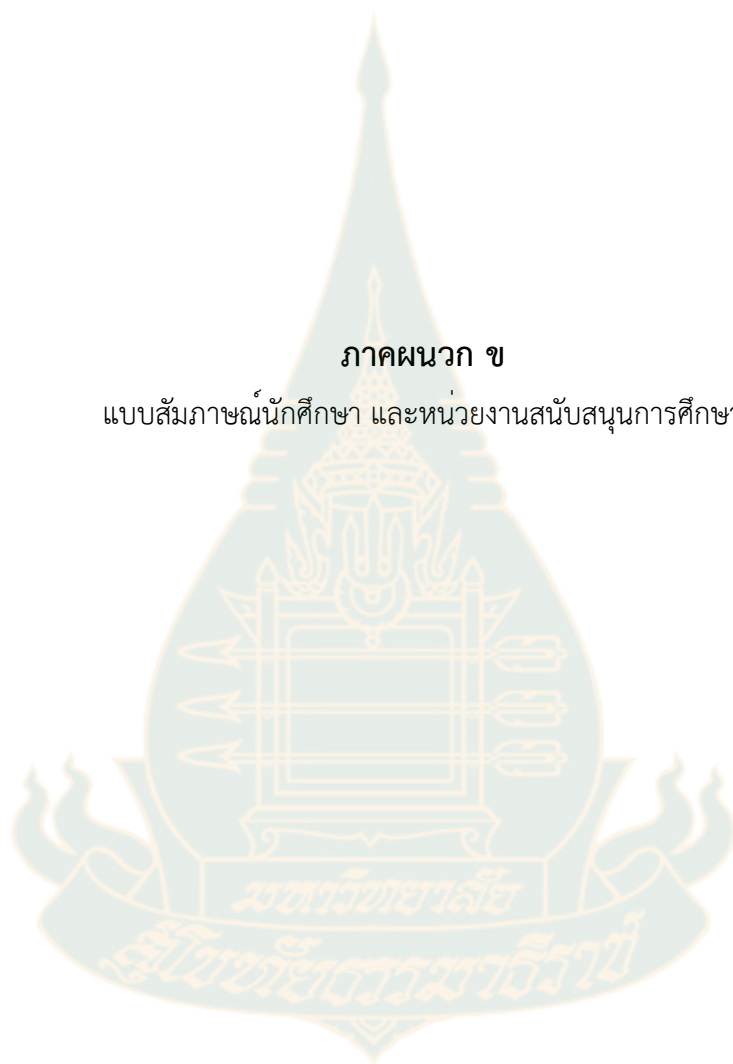 ภาคผนวก ข
แบบสัมภาษณ์นักศึกษา และหน่วยงานสนับสนุนการศึกษา
มหาวิทยาลัย
สุโขทัยธรรมาธิราช